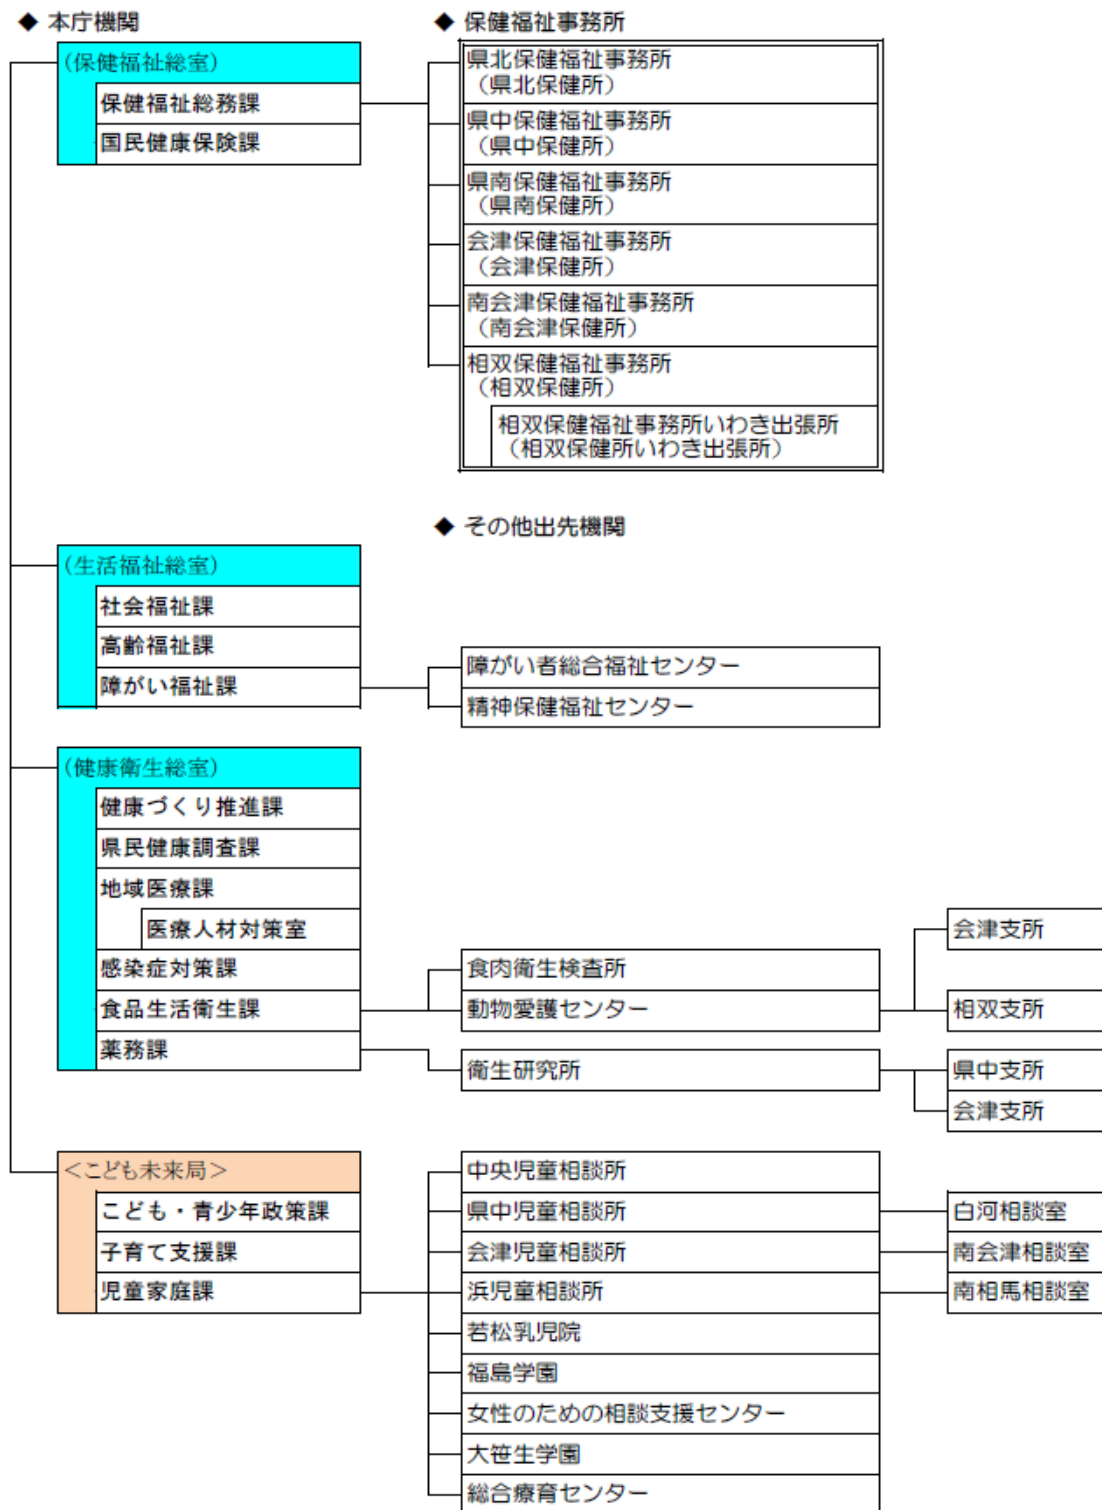 ◆ 本庁機関
◆ 保健福祉事務所
(保健福祉総室)
保健福祉総務課
国民健康保険課
県北保健福祉事務所
（県北保健所）
県中保健福祉事務所
（県中保健所）
県南保健福祉事務所
（県南保健所）
会津保健福祉事務所
（会津保健所）
南会津保健福祉事務所
（南会津保健所）
相双保健福祉事務所
（相双保健所）
相双保健福祉事務所いわき出張所
（相双保健所いわき出張所）
◆ その他出先機関
(生活福祉総室)
社会福祉課
高齢福祉課
障がい福祉課
障がい者総合福祉センター
精神保健福祉センター
(健康衛生総室)
健康づくり推進課
県民健康調査課
地域医療課
医療人材対策室
感染症対策課
食品生活衛生課
薬務課
食肉衛生検査所
動物愛護センター
衛生研究所
会津支所
相双支所
県中支所
会津支所
＜こども未来局＞
こども・青少年政策課
子育て支援課
児童家庭課
中央児童相談所
県中児童相談所
会津児童相談所
浜児童相談所
若松乳児院
福島学園
女性のための相談支援センター
大笹生学園
総合療育センター
白河相談室
南会津相談室
南相馬相談室